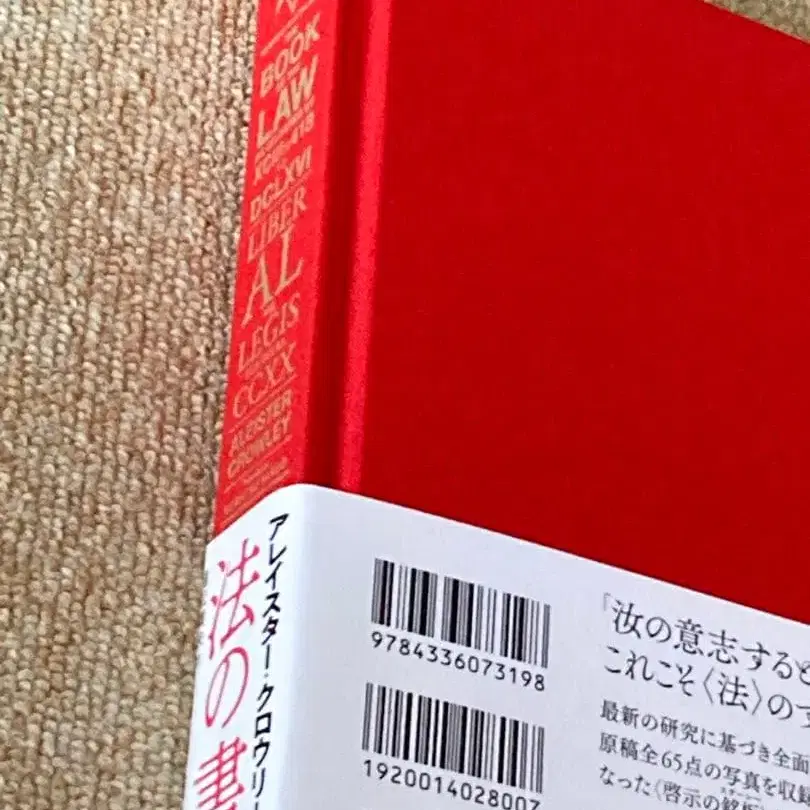 BOOK
LAW
DCLXVI
LIBER
AL
LEGIS
CCXX
ALEISTER
CROWLEY
アレイスター・クロウリー
法の書
9784336073198
1920014028007
「汝の意志すると
これこそ〈法〉の
最新の研究に基づき全面
原稿全65点の写真を収録
なった〈啓示の銘板